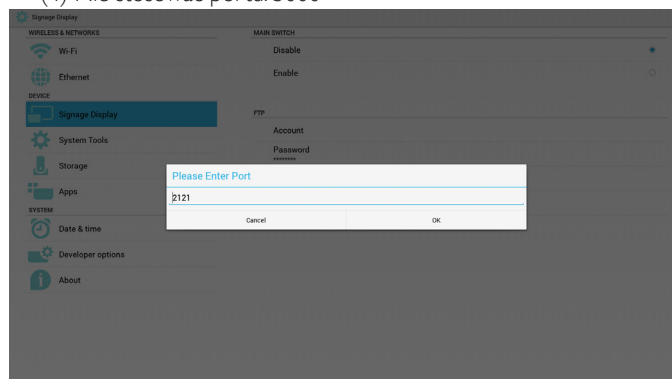 Signage Display
WIRELESS & NETWORKS
Wi-Fi
Ethernet
DEVICE
Signage Display
System Tools
Storage
Apps
SYSTEM
Date & time
Developer options
About
MAIN SWITCH
Disable
Enable
FTP
Account
Password
********
Please Enter Port
2121
Cancel
OK